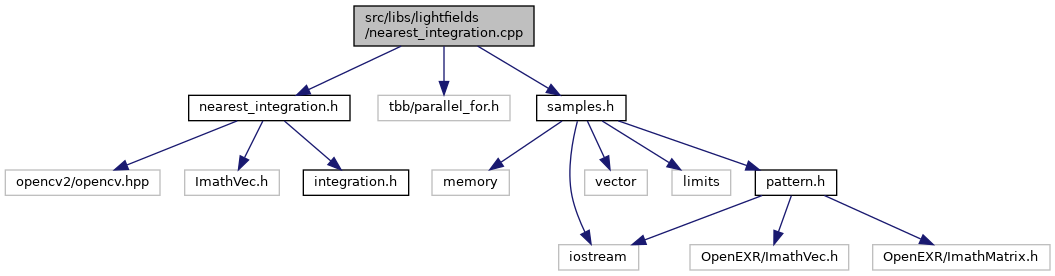 src/libs/lightfields
/nearest_integration.cpp
nearest_integration.h
tbb/parallel_for.h
samples.h
opencv2/opencv.hpp
ImathVec.h
integration.h
memory
vector
limits
pattern.h
iostream
OpenEXR/ImathVec.h
OpenEXR/ImathMatrix.h